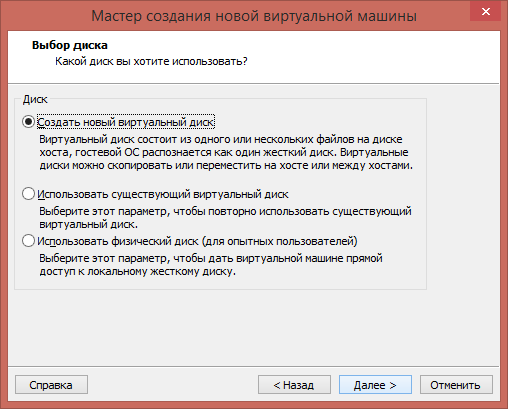 Мастер создания новой виртуальной машины
Выбор диска
Какой диск вы хотите использовать?
Диск
Создать новый виртуальный диск
Виртуальный диск состоит из одного или нескольких файлов на диске
хоста, гостевой ОС распознается как один жесткий диск. Виртуальные
диски можно скопировать или переместить на хосте или между хостами.
Использовать существующий виртуальный диск
Выберите этот параметр, чтобы повторно использовать существующий
виртуальный диск.
Использовать физический диск (для опытных пользователей)
Выберите этот параметр, чтобы дать виртуальной машине прямой
доступ к локальному жесткому диску.
Справка
< Назад
Далее >
Отменить